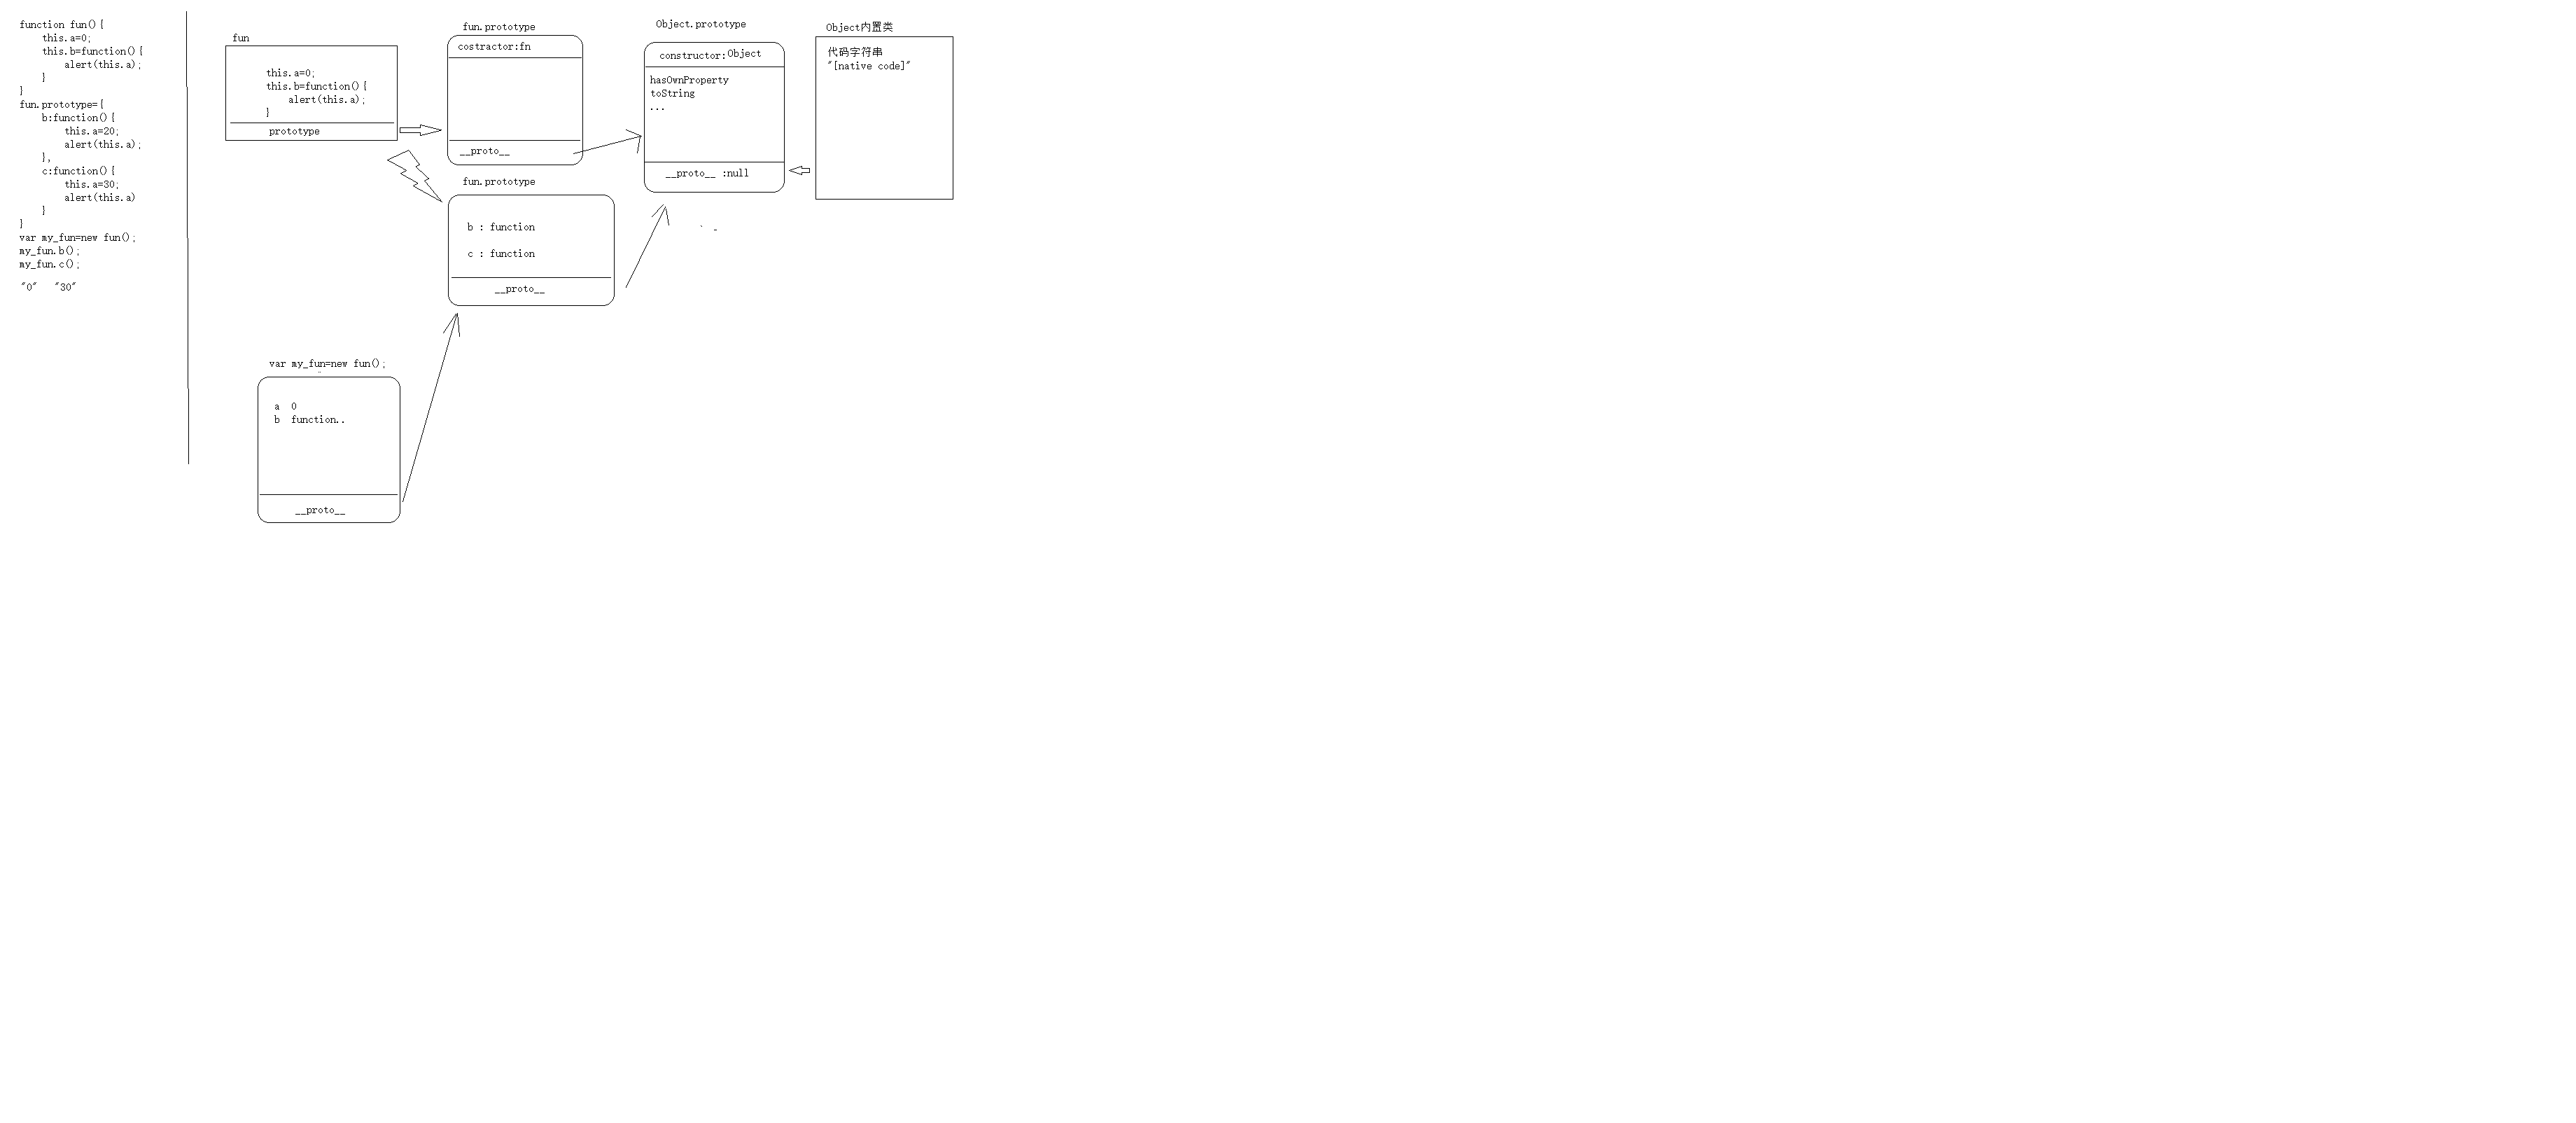 function fun(){
this.a=0;
this.b=function(){
alert(this.a);
}
}
fun.prototype={
b:function(){
this.a=20;
alert(this.a);
},
c:function(){
this.a=30;
alert(this.a)
}
}
var my_fun=new fun();
my_fun.b();
my_fun.c();
"0" "30"
fun
this.a=0;
this.b=function(){
alert(this.a);
}
prototype
fun.prototype
costractor:fn
__proto__
fun.prototype
b : function
c : function
__proto__
Object.prototype
constructor:Object
hasOwnProperty
toString
...
__proto__ :null
Object内置类
代码字符串
"[native code]"
var my_fun=new fun();
a 0
b function..
__proto__